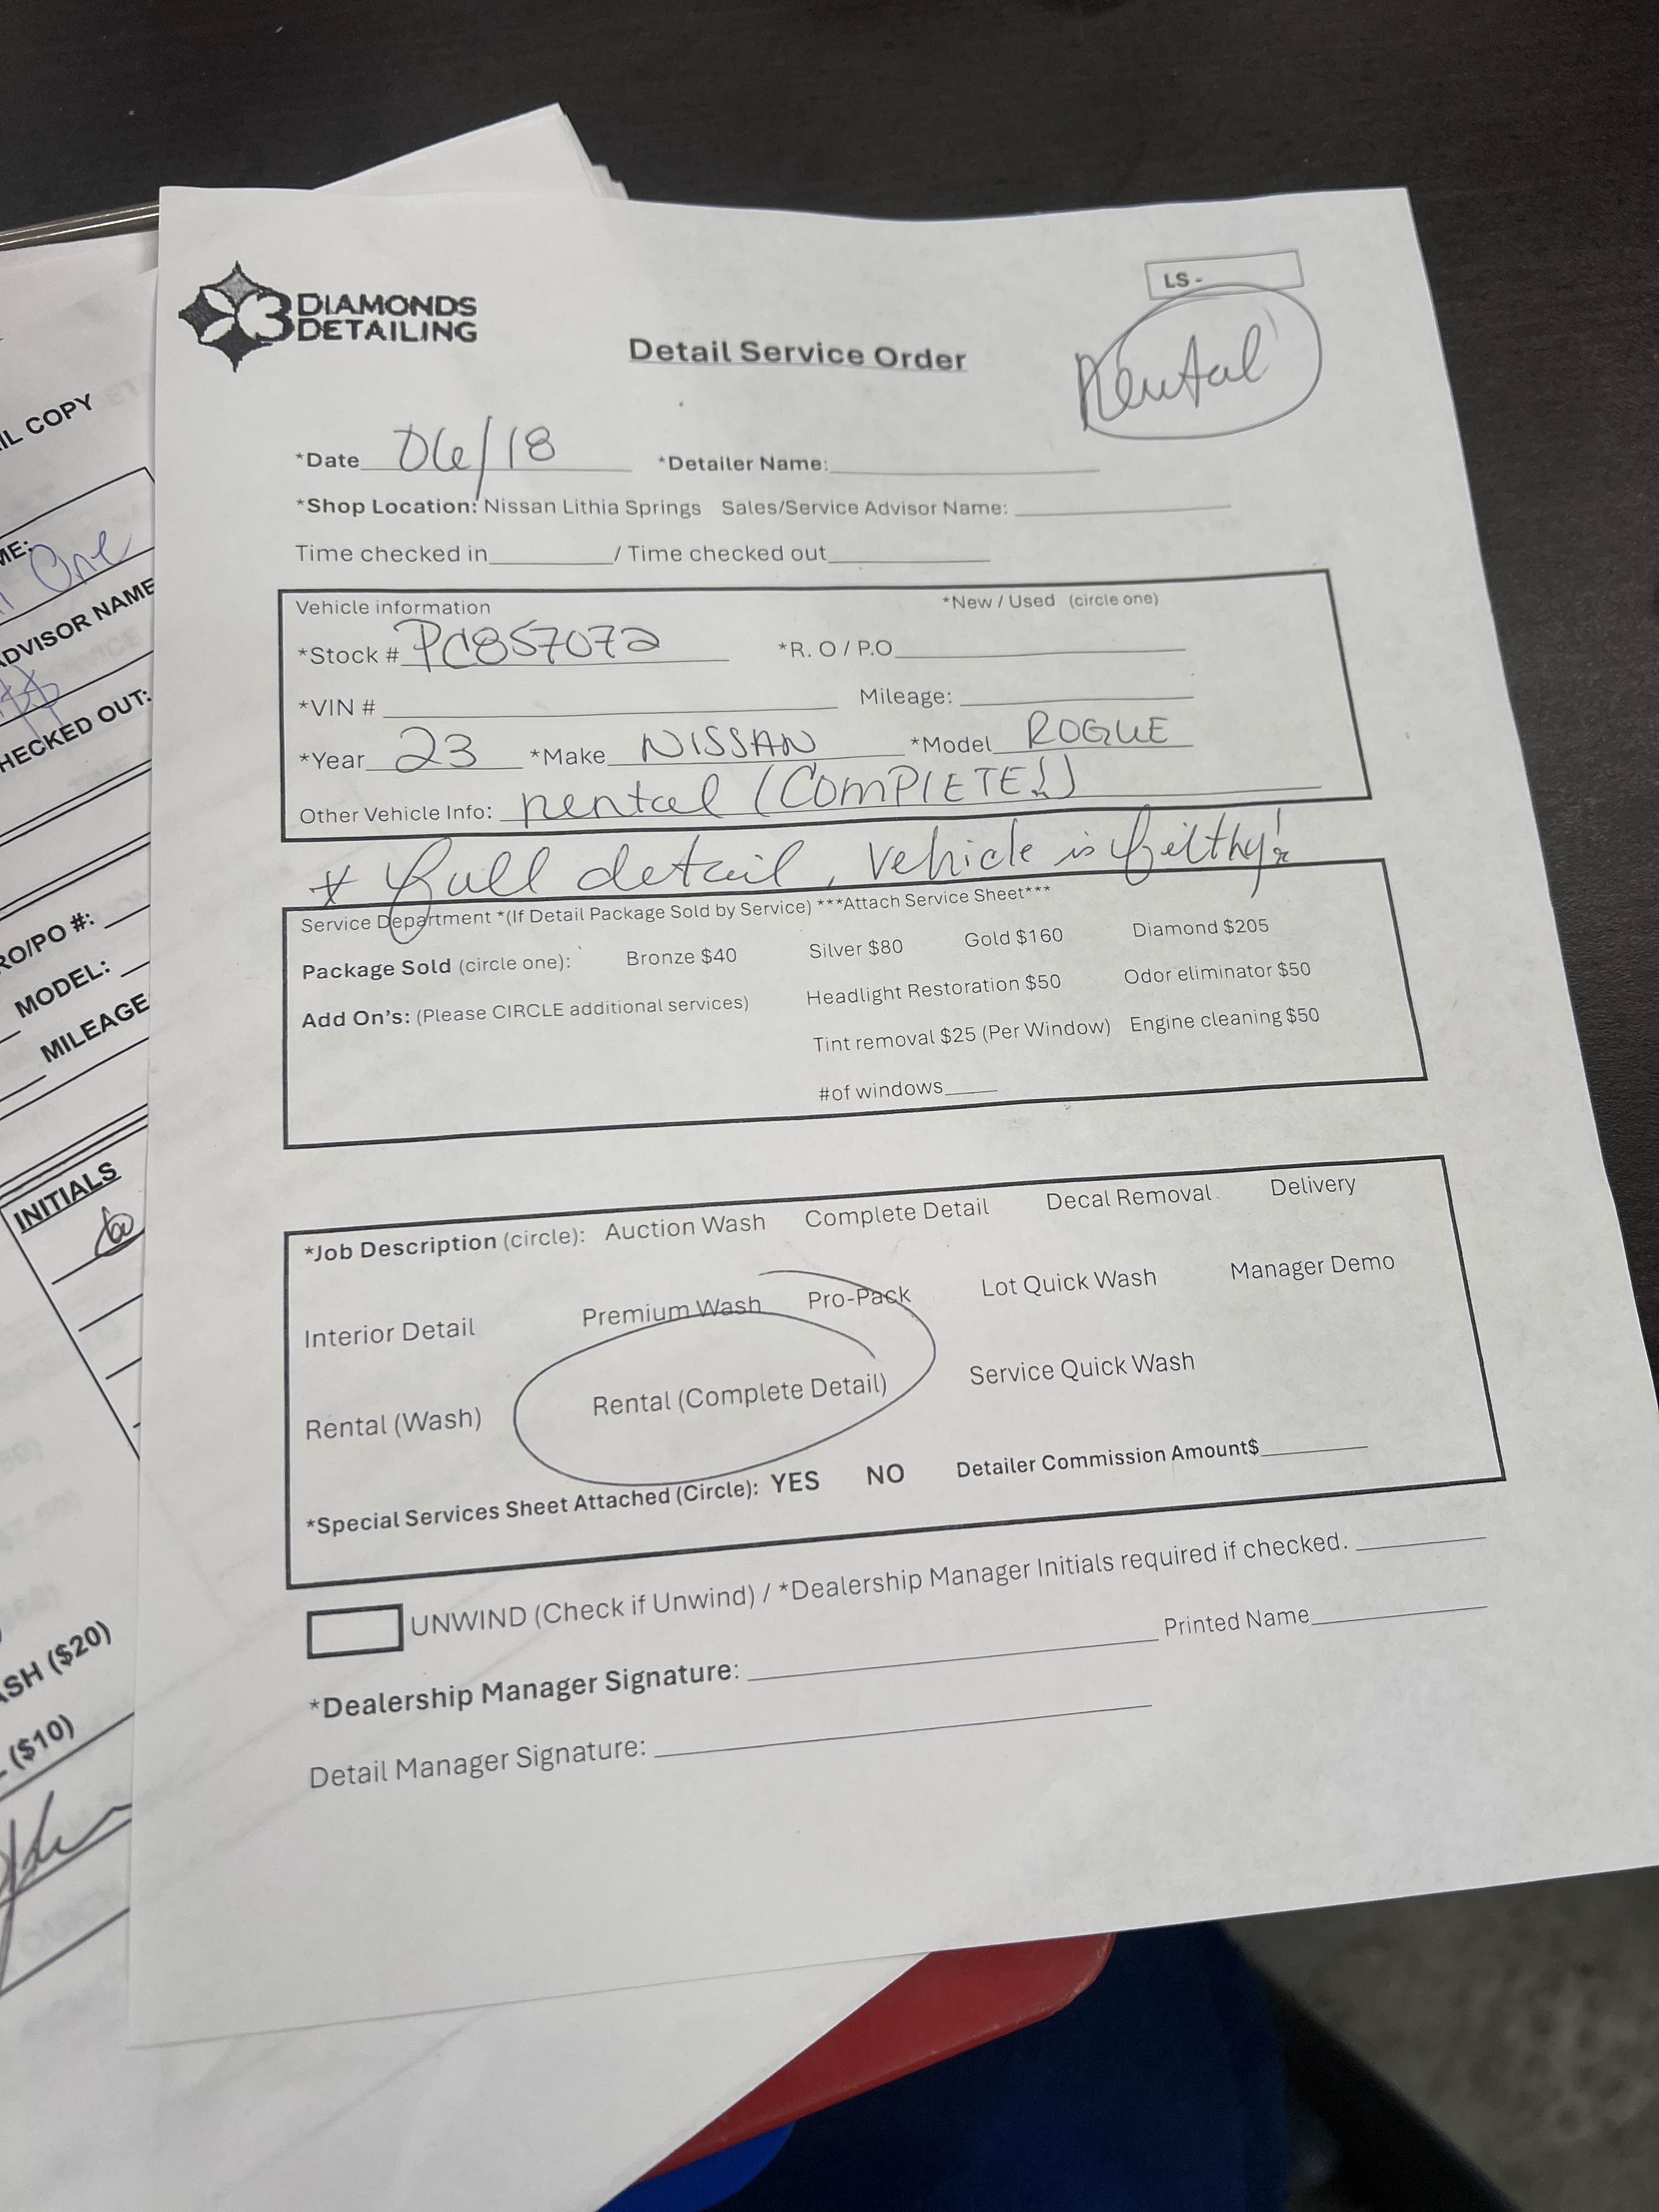 3 DIAMONDS
DETAILING
LS -
Rental
Detail Service Order
*Date 06/18 *Detailer Name:
*Shop Location: Nissan Lithia Springs Sales/Service Advisor Name:
Time checked in / Time checked out
Vehicle information *New / Used (circle one)
*Stock # PC857072 *R. O / P.O
*VIN # Mileage:
*Year 23 *Make NISSAN *Model ROGUE
Other Vehicle Info: rental (COMPLETE!)
* full detail, vehicle is filthy!
Service Department *(If Detail Package Sold by Service) ***Attach Service Sheet***
Package Sold (circle one): Bronze $40 Silver $80 Gold $160 Diamond $205
Add On's: (Please CIRCLE additional services) Headlight Restoration $50 Odor eliminator $50
Tint removal $25 (Per Window) Engine cleaning $50
#of windows
*Job Description (circle): Auction Wash Complete Detail Decal Removal Delivery
Interior Detail Premium Wash Pro-Pack Lot Quick Wash Manager Demo
Rental (Wash) Rental (Complete Detail) Service Quick Wash
*Special Services Sheet Attached (Circle): YES NO Detailer Commission Amount$
UNWIND (Check if Unwind) / *Dealership Manager Initials required if checked.
*Dealership Manager Signature: Printed Name
Detail Manager Signature:
IL COPY
ME:
One
ADVISOR NAME
CHECKED OUT:
RO/PO #:
MODEL:
MILEAGE
INITIALS
ASH ($20)
($10)